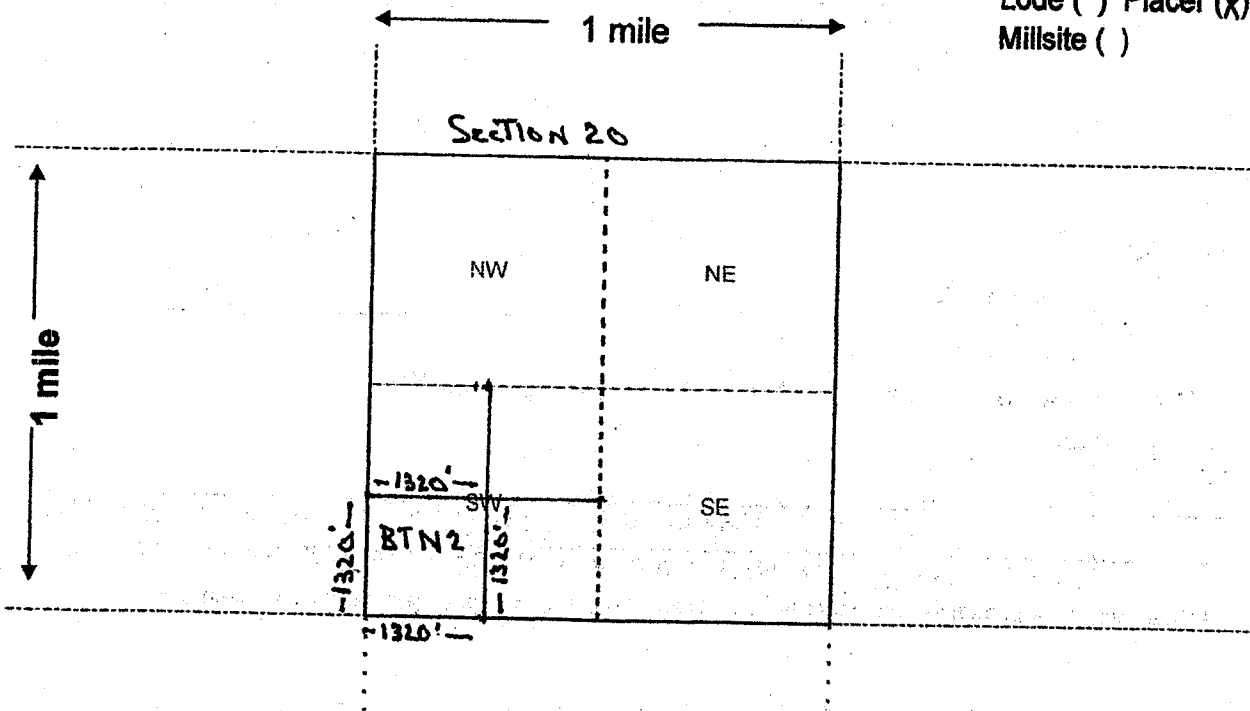 Lode ( ) Placer (X)
Millsite ( )
1 mile
Section 20
1 mile
NW
NE
SW
SE
~1320'—
—1320'—
BTN2
—1320'—
~1320'—